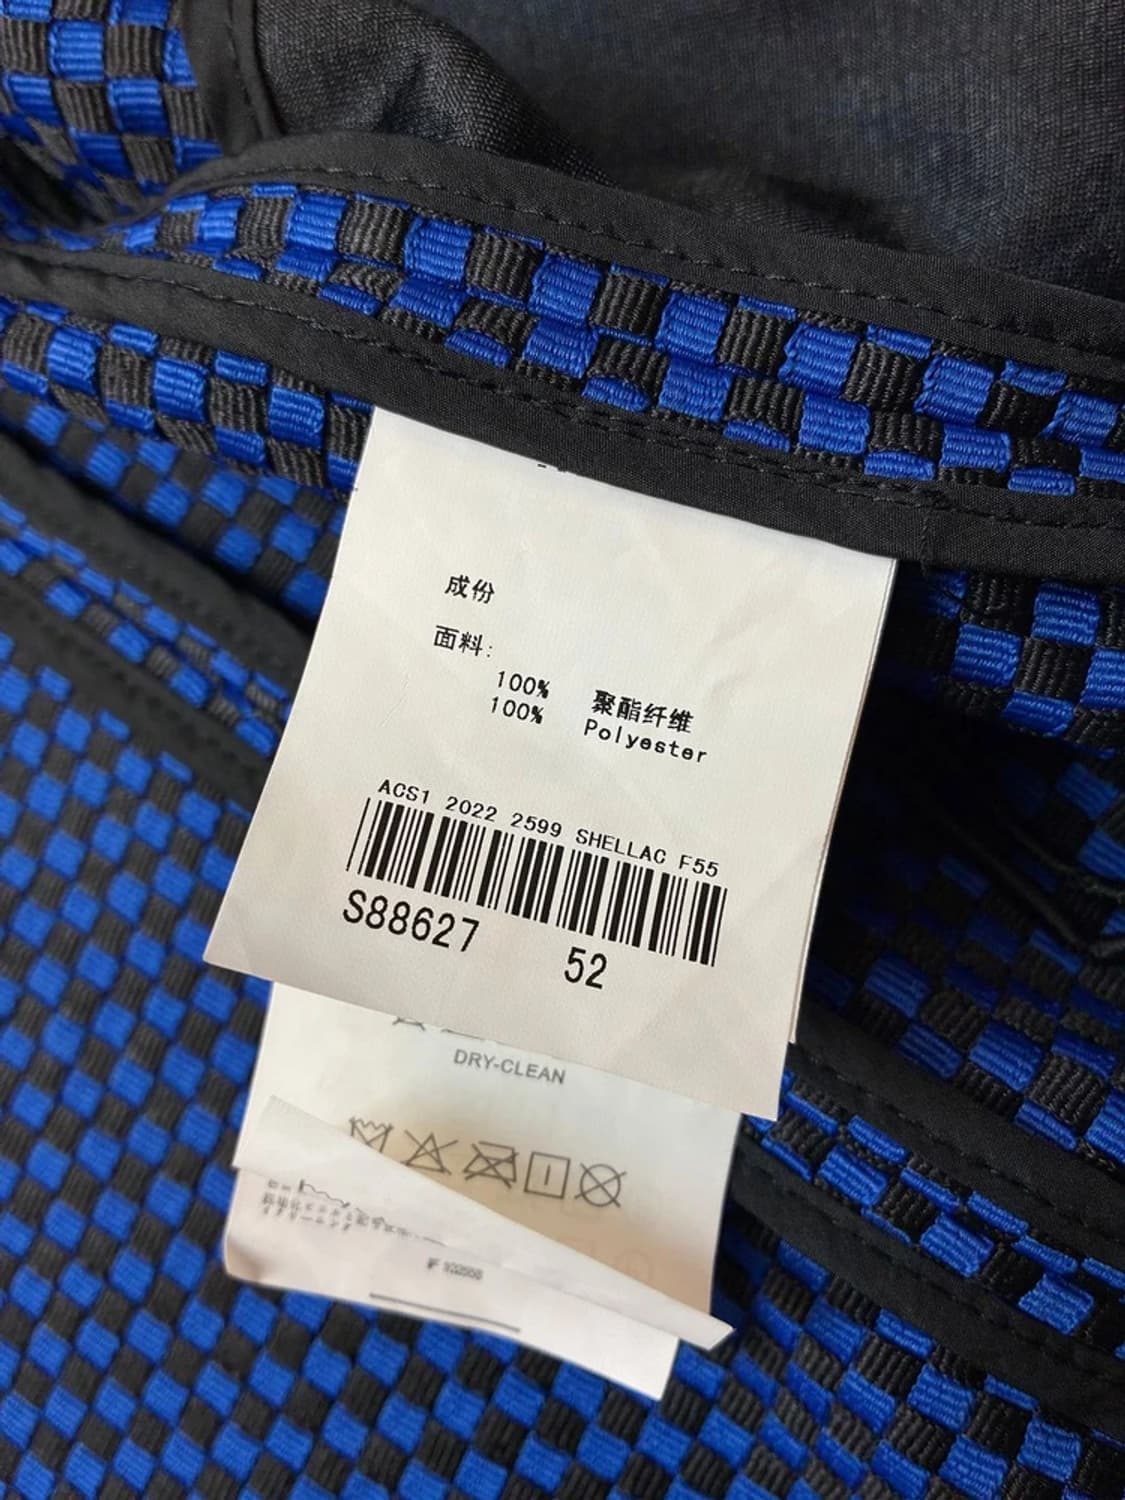 成份
面料:
100% 聚酯纤维
100% Polyester
ACS1 2022 2599 SHELLAC F55
S88627 52
DRY-CLEAN